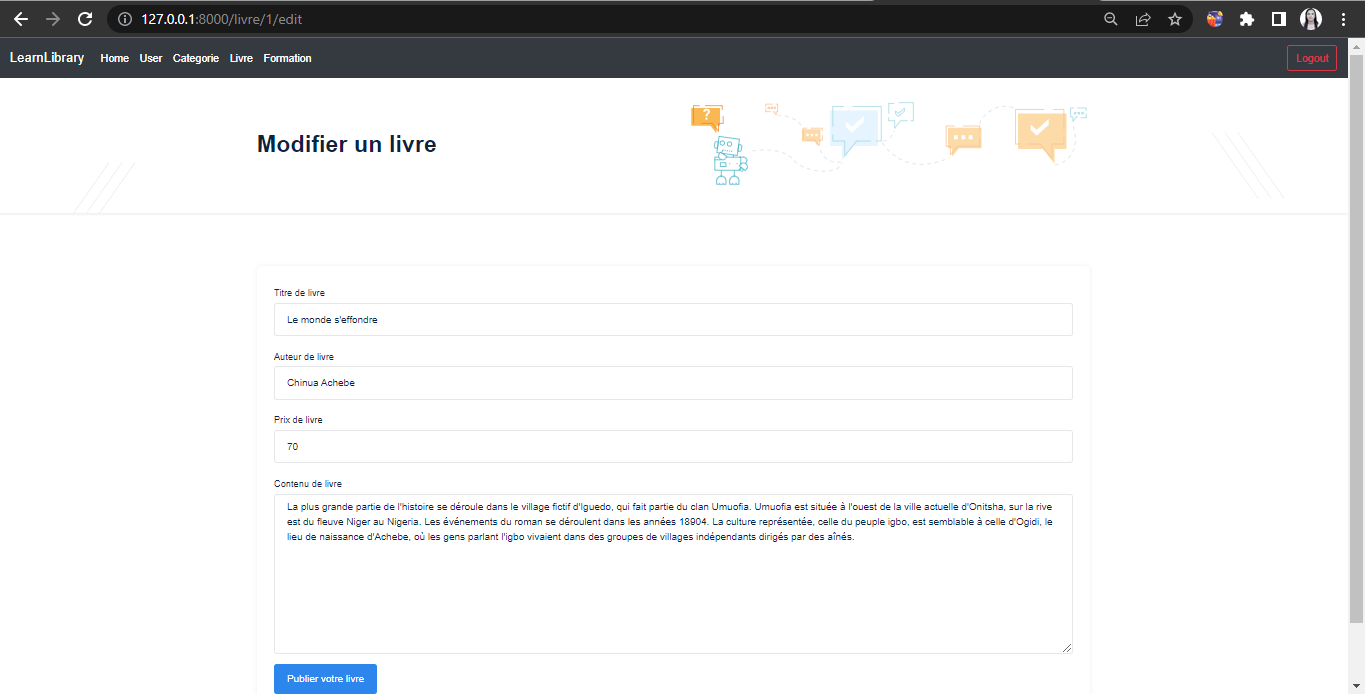 127.0.0.1:8000/livre/1/edit
LearnLibrary Home User Categorie Livre Formation Logout
?
Modifier un livre
Titre de livre
Le monde s'effondre
Auteur de livre
Chinua Achebe
Prix de livre
70
Contenu de livre
La plus grande partie de l'histoire se déroule dans le village fictif d'Iguedo, qui fait partie du clan Umuofia. Umuofia est située à l'ouest de la ville actuelle d'Onitsha, sur la rive
est du fleuve Niger au Nigeria. Les événements du roman se déroulent dans les années 18904. La culture représentée, celle du peuple igbo, est semblable à celle d'Ogidi, le
lieu de naissance d'Achebe, où les gens parlant l'igbo vivaient dans des groupes de villages indépendants dirigés par des aînés.
Publier votre livre